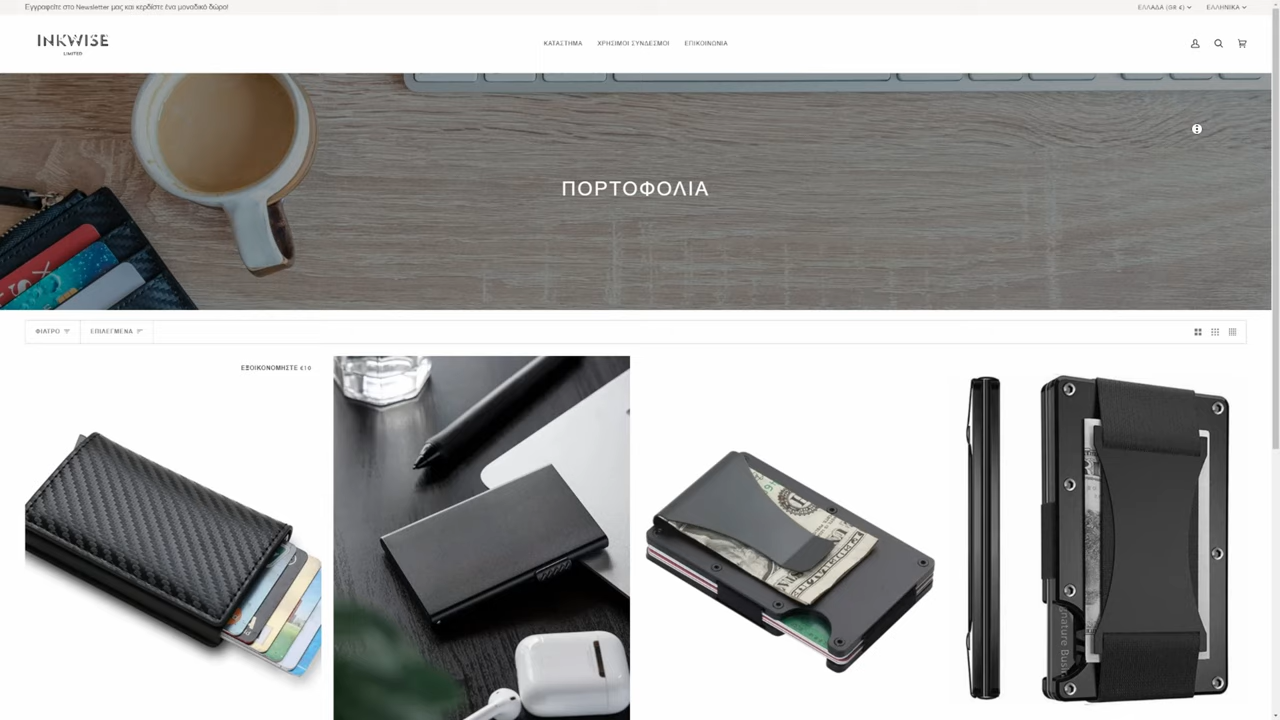 Εγγραφείτε στο Newsletter μας και κερδίστε ένα μοναδικό δώρο!
ΕΛΛΑΔΑ (GR €)
ΕΛΛΗΝΙΚΑ
INKWISE
LIMITED
ΚΑΤΑΣΤΗΜΑ
ΧΡΗΣΙΜΟΙ ΣΥΝΔΕΣΜΟΙ
ΕΠΙΚΟΙΝΩΝΙΑ
ΠΟΡΤΟΦΟΛΙΑ
ΦΙΛΤΡΟ
ΕΠΙΛΕΓΜΕΝΑ
ΕΞΟΙΚΟΝΟΜΗΣΤΕ €10